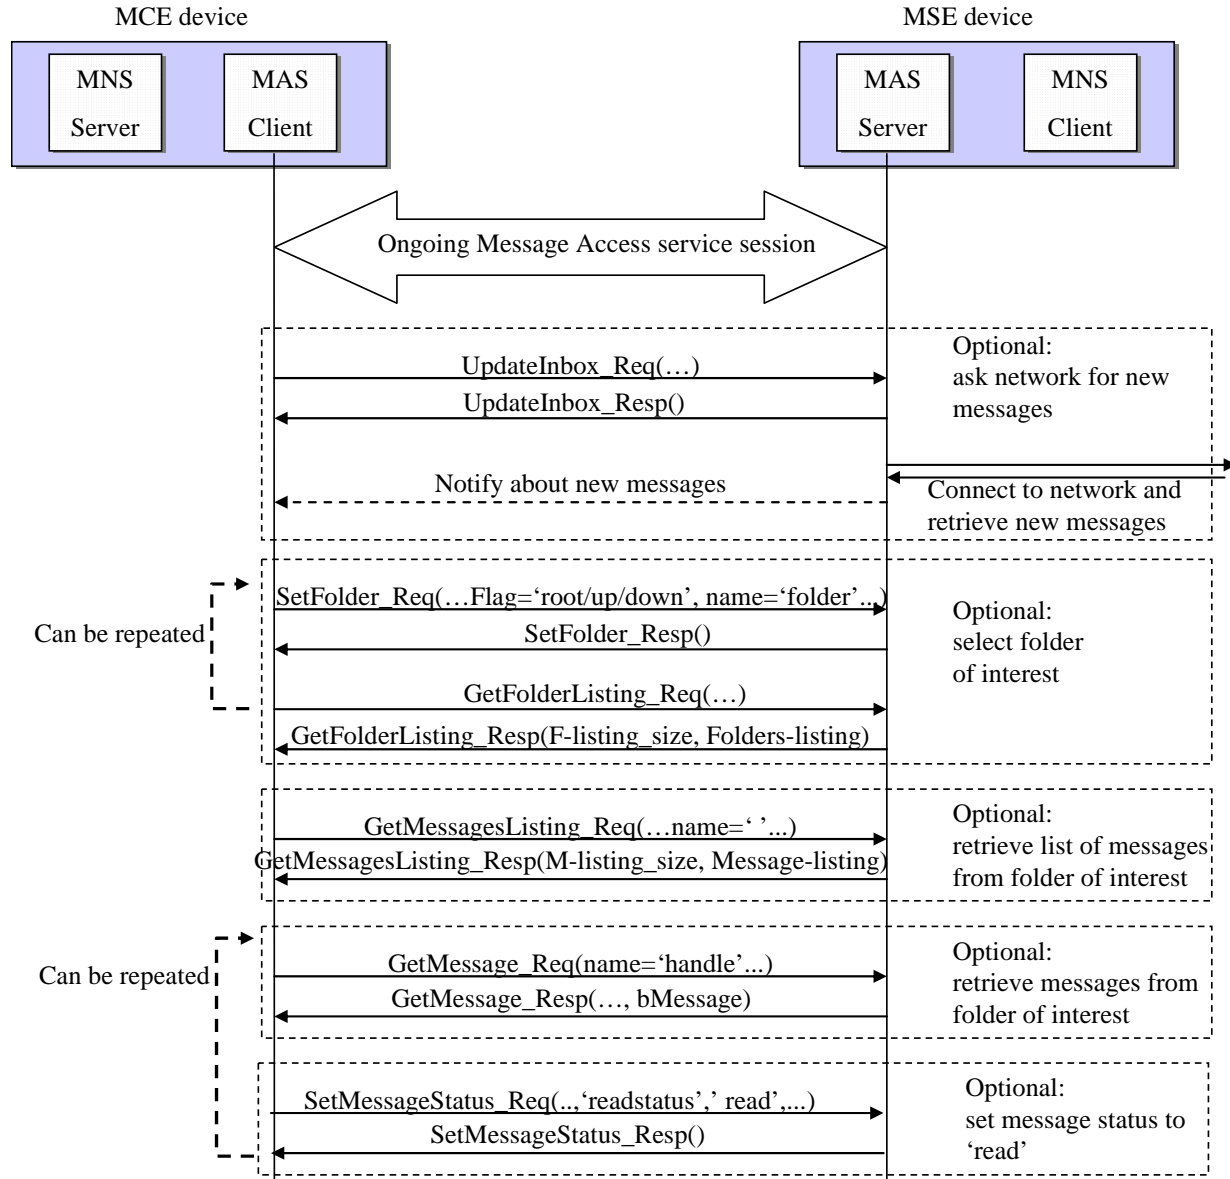 MCE device
MSE device
MNS
Server
MAS
Client
MAS
Server
MNS
Client
Ongoing Message Access service session
UpdateInbox_Req(…)
UpdateInbox_Resp()
Optional:
ask network for new
messages
Notify about new messages
Connect to network and
retrieve new messages
Can be repeated
SetFolder_Req(…Flag=‘root/up/down’, name=‘folder’...)
SetFolder_Resp()
GetFolderListing_Req(…)
GetFolderListing_Resp(F-listing_size, Folders-listing)
Optional:
select folder
of interest
GetMessagesListing_Req(…name=‘ ’...)
GetMessagesListing_Resp(M-listing_size, Message-listing)
Optional:
retrieve list of messages
from folder of interest
Can be repeated
GetMessage_Req(name=‘handle’...)
GetMessage_Resp(…, bMessage)
Optional:
retrieve messages from
folder of interest
SetMessageStatus_Req(..,‘readstatus’,’ read’,...)
SetMessageStatus_Resp()
Optional:
set message status to
‘read’